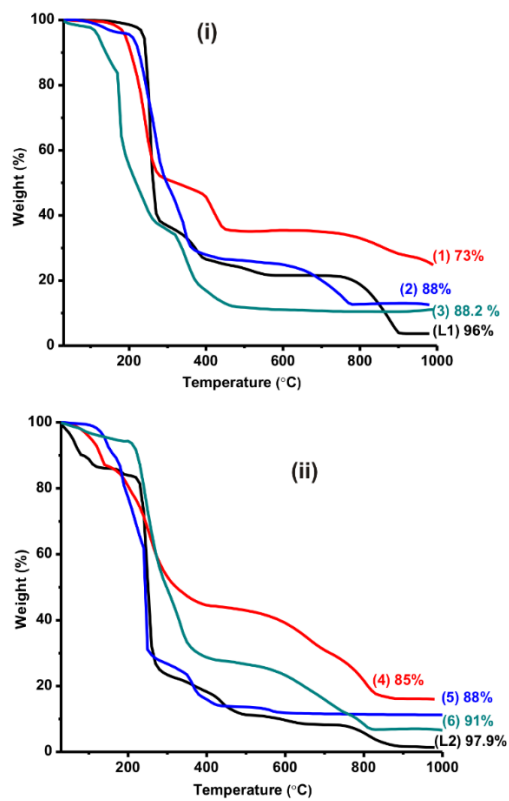 (i)
100
80
60
40
20
0
Weight (%)
(1) 73%
(2) 88%
(3) 88.2 %
(L1) 96%
200 400 600 800 1000
Temperature (°C)
(ii)
100
80
60
40
20
0
Weight (%)
(4) 85%
(5) 88%
(6) 91%
(L2) 97.9%
200 400 600 800 1000
Temperature (°C)